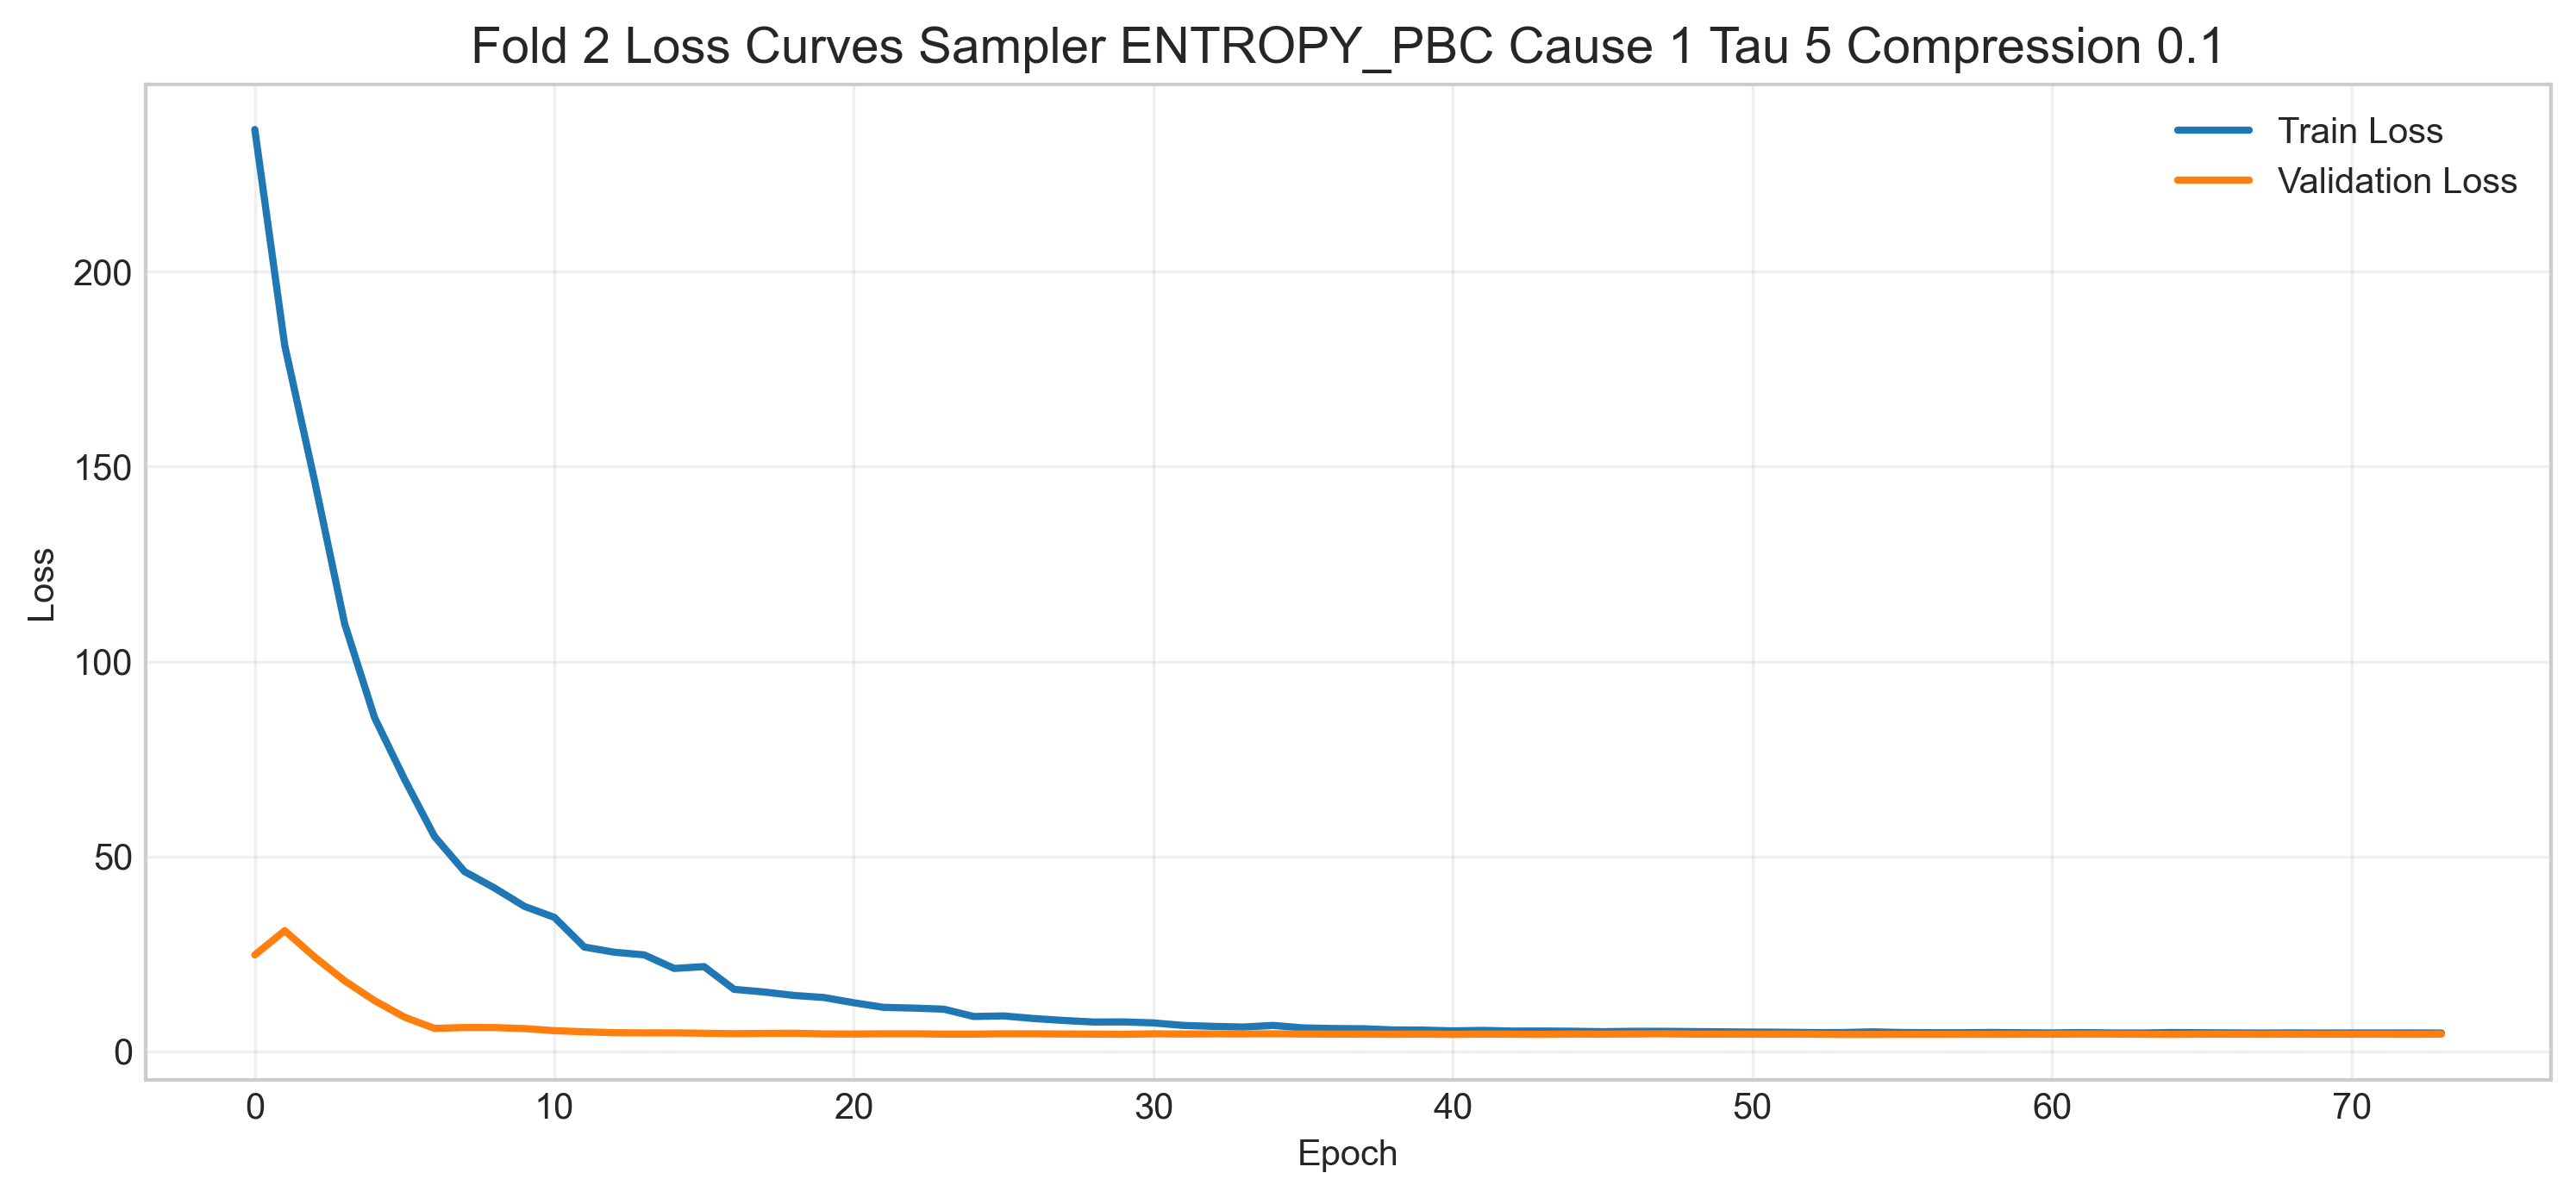 Fold 2 Loss Curves Sampler ENTROPY_PBC Cause 1 Tau 5 Compression 0.1
Train Loss
Validation Loss
Loss
200
150
100
50
0
0 10 20 30 40 50 60 70
Epoch